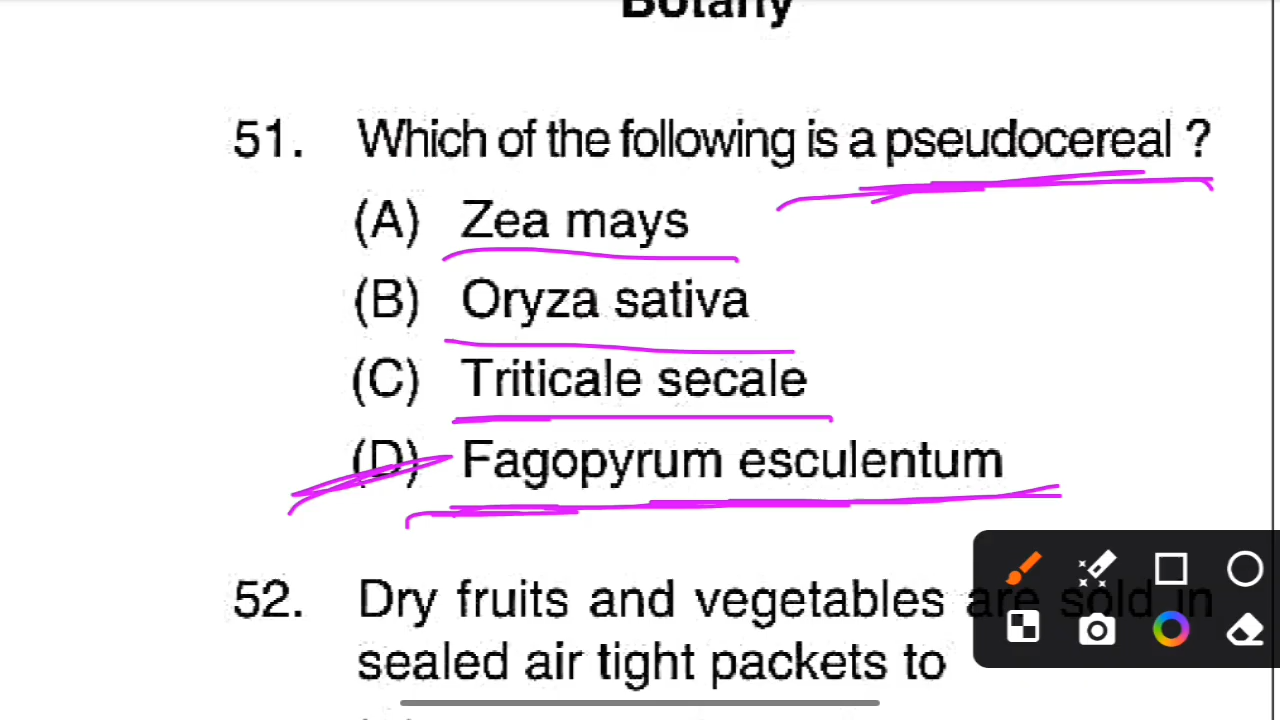 Botany
51. Which of the following is a pseudocereal ?
(A) Zea mays
(B) Oryza sativa
(C) Triticale secale
(D) Fagopyrum esculentum
52. Dry fruits and vegetables are sold in
sealed air tight packets to